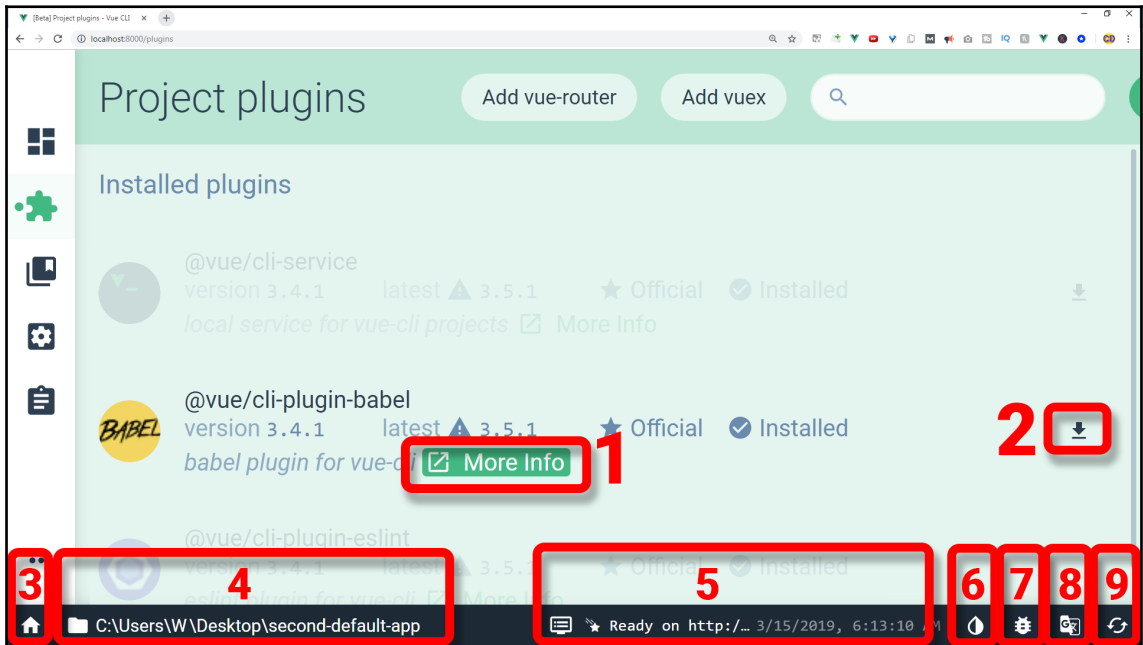 [Beta] Project plugins - Vue CLI
localhost:8000/plugins
Project plugins
Add vue-router
Add vuex
Installed plugins
@vue/cli-service
version 3.4.1 latest 3.5.1 Official Installed
local service for vue-cli projects More Info
@vue/cli-plugin-babel
BABEL
version 3.4.1 latest 3.5.1 Official Installed
babel plugin for vue-cli More Info
1
2
@vue/cli-plugin-eslint
version 3.4.1 latest 3.5.1 Official Installed
eslint plugin for vue-cli More Info
3 4 5 6 7 8 9
C:\Users\W\Desktop\second-default-app
Ready on http:/… 3/15/2019, 6:13:10 AM